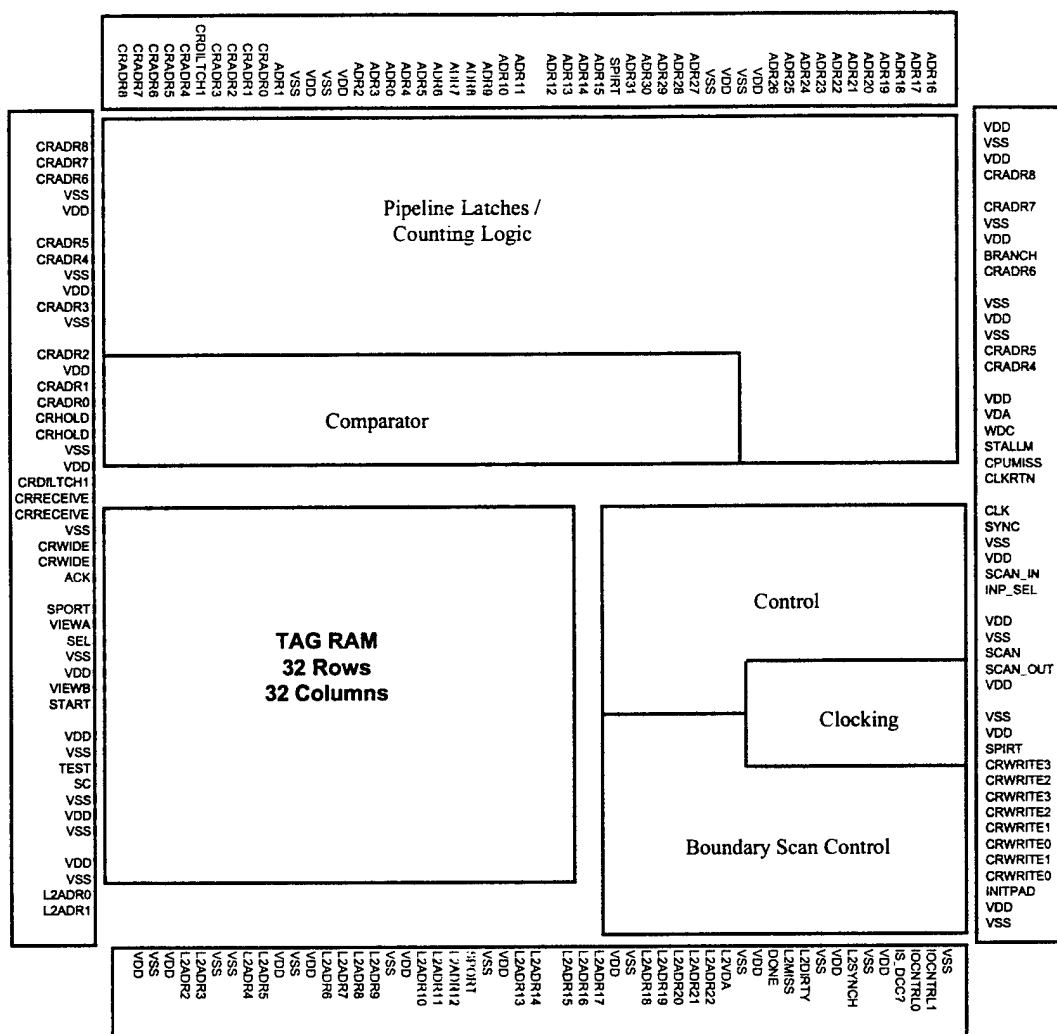 CRADR8
CRADR7
CRADR6
CRADR5
CRADR4
CRDILTCH1
CRADR3
CRADR2
CRADR1
CRADR0
ADR1
VSS
VDD
VSS
VDD
ADR2
ADR3
ADR0
ADR4
ADR5
ADR6
ADR7
ADR8
ADR9
ADR10
ADR11
ADR12
ADR13
ADR14
ADR15
SPIRT
ADR31
ADR30
ADR29
ADR28
ADR27
VSS
VDD
VSS
VDD
ADR26
ADR25
ADR24
ADR23
ADR22
ADR21
ADR20
ADR19
ADR18
ADR17
ADR16
CRADR8
CRADR7
CRADR6
VSS
VDD
CRADR5
CRADR4
VSS
VDD
CRADR3
VSS
CRADR2
VDD
CRADR1
CRADR0
CRHOLD
CRHOLD
VSS
VDD
CRDILTCH1
CRRECEIVE
CRRECEIVE
VSS
CRWIDE
CRWIDE
ACK
SPORT
VIEWA
SEL
VSS
VDD
VIEWB
START
VDD
VSS
TEST
SC
VSS
VDD
VSS
VDD
VSS
L2ADR0
L2ADR1
Pipeline Latches /
Counting Logic
Comparator
TAG RAM
32 Rows
32 Columns
Control
Clocking
Boundary Scan Control
VDD
VSS
VDD
CRADR8
CRADR7
VSS
VDD
BRANCH
CRADR6
VSS
VDD
VSS
CRADR5
CRADR4
VDD
VDA
WDC
STALLM
CPUMISS
CLKRTN
CLK
SYNC
VSS
VDD
SCAN_IN
INP_SEL
VDD
VSS
SCAN
SCAN_OUT
VDD
VSS
VDD
SPIRT
CRWRITE3
CRWRITE2
CRWRITE3
CRWRITE2
CRWRITE1
CRWRITE0
CRWRITE1
CRWRITE0
INITPAD
VDD
VSS
VDD
VSS
VDD
L2ADR2
L2ADR3
VSS
VSS
L2ADR4
L2ADR5
VDD
VSS
VDD
L2ADR6
L2ADR7
L2ADR8
L2ADR9
VSS
VDD
L2ADR10
L2ADR11
L2ADR12
SPORT
VSS
VDD
L2ADR13
L2ADR14
L2ADR15
L2ADR16
L2ADR17
VDD
VSS
L2ADR18
L2ADR19
L2ADR20
L2ADR21
L2ADR22
L2VDA
VSS
VDD
DONE
L2MISS
L2DIRTY
VSS
VDD
L2SYNCH
VSS
VDD
IS_DCC?
IOCNTRL0
IOCNTRL1
VSS